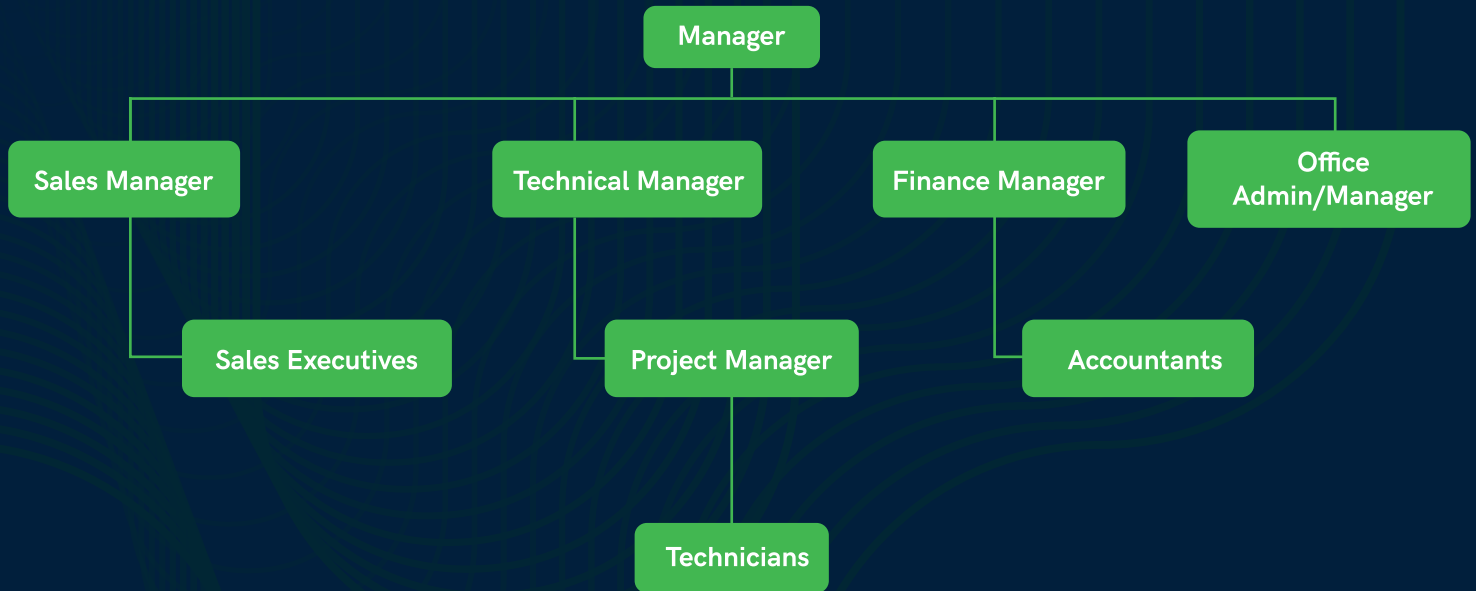 Manager
Sales Manager
Technical Manager
Finance Manager
Office
Admin/Manager
Sales Executives
Project Manager
Accountants
Technicians